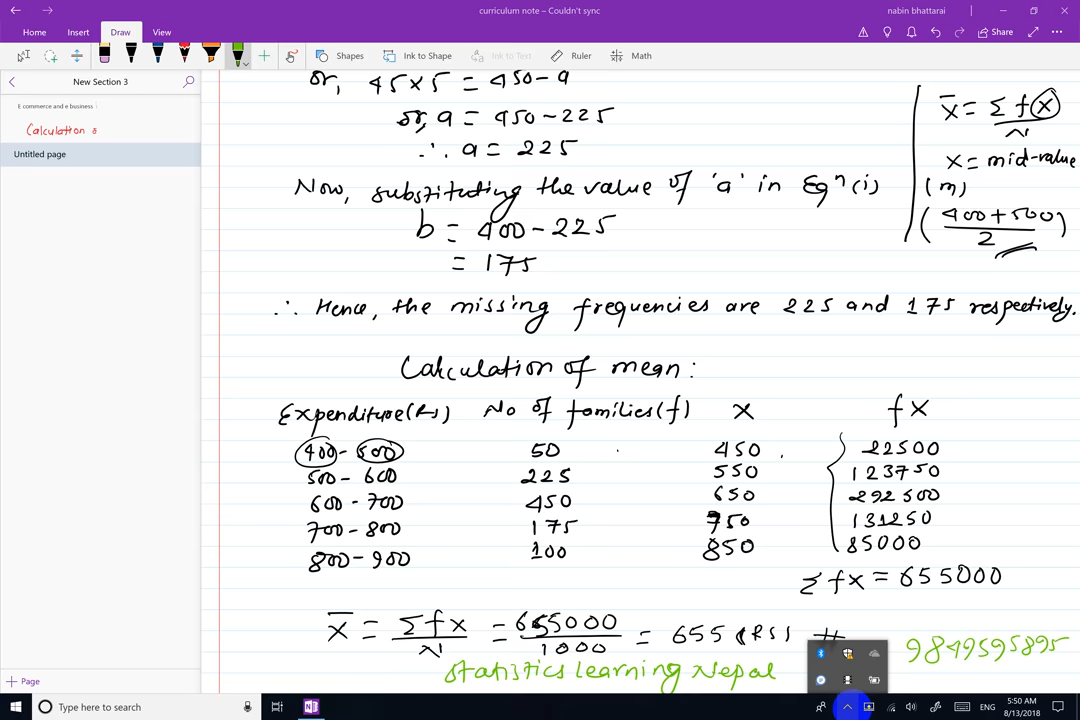 curriculum note – Couldn't sync
nabin bhattarai
Home Insert Draw View
Share
Shapes Ink to Shape Ink to Text Ruler Math
New Section 3
E commerce and e business
Calculation o
Untitled page
or, 45×5 = 450-a
or, a = 450-225
∴ a = 225
Now, substituting the value of 'a' in Eqⁿ(i)
b = 400-225
= 175
∴ Hence, the missing frequencies are 225 and 175 respectively.
x̄ = Σf(x)
N
x = mid-value
(m)
(400+500)
2
Calculation of mean:
Expenditure(Rs) No of families(f) X fX
400-500 50 450 22500
500-600 225 550 123750
600-700 450 650 292500
700-800 175 750 131250
800-900 100 850 85000
Σfx = 655000
X̄ = Σfx = 655000 = 655 (RS) #
N 1000
statistics learning Nepal
9849595895
+ Page
Type here to search
ENG
5:50 AM
8/13/2018